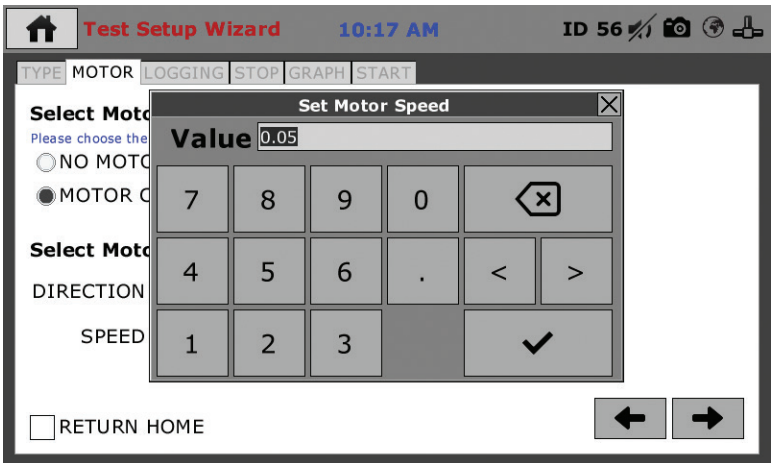 Test Setup Wizard 10:17 AM ID 56
TYPE MOTOR LOGGING STOP GRAPH START
Set Motor Speed
Select Moto
Please choose the
Value 0.05
NO MOTO
MOTOR
7 8 9 0
Select Moto
4 5 6 . < >
DIRECTION
SPEED
1 2 3
RETURN HOME